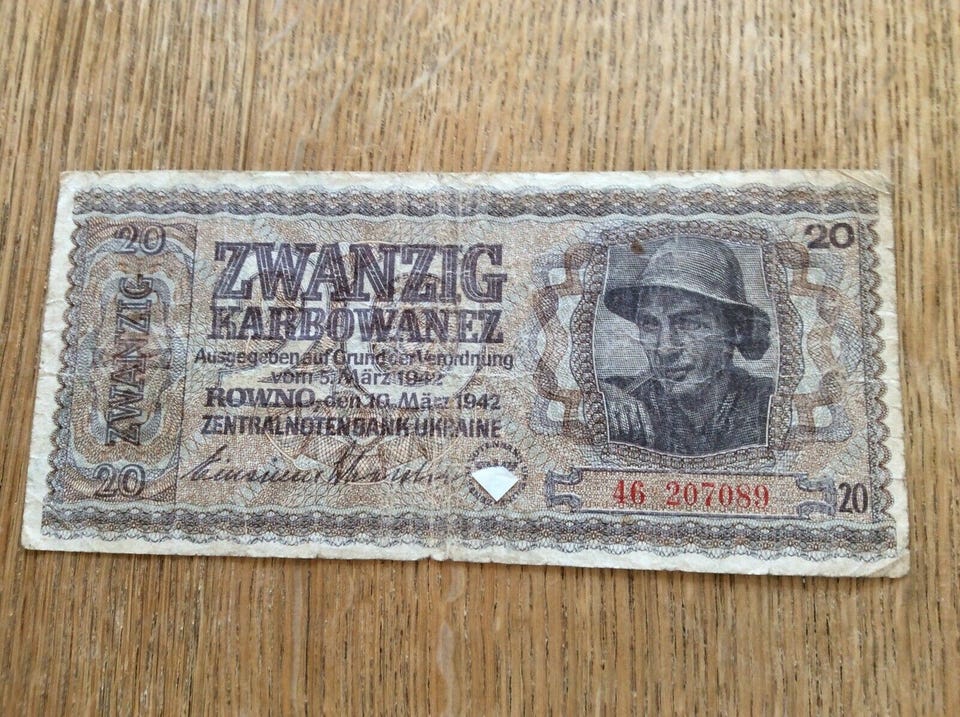 20
20
ZWANZIG
ZWANZIG
KARBOWANEZ
Ausgegeben auf Grund der Verordnung
vom 5. März 1942
ROWNO, den 10. März 1942
ZENTRALNOTENBANK UKRAINE
20
46 207089
20